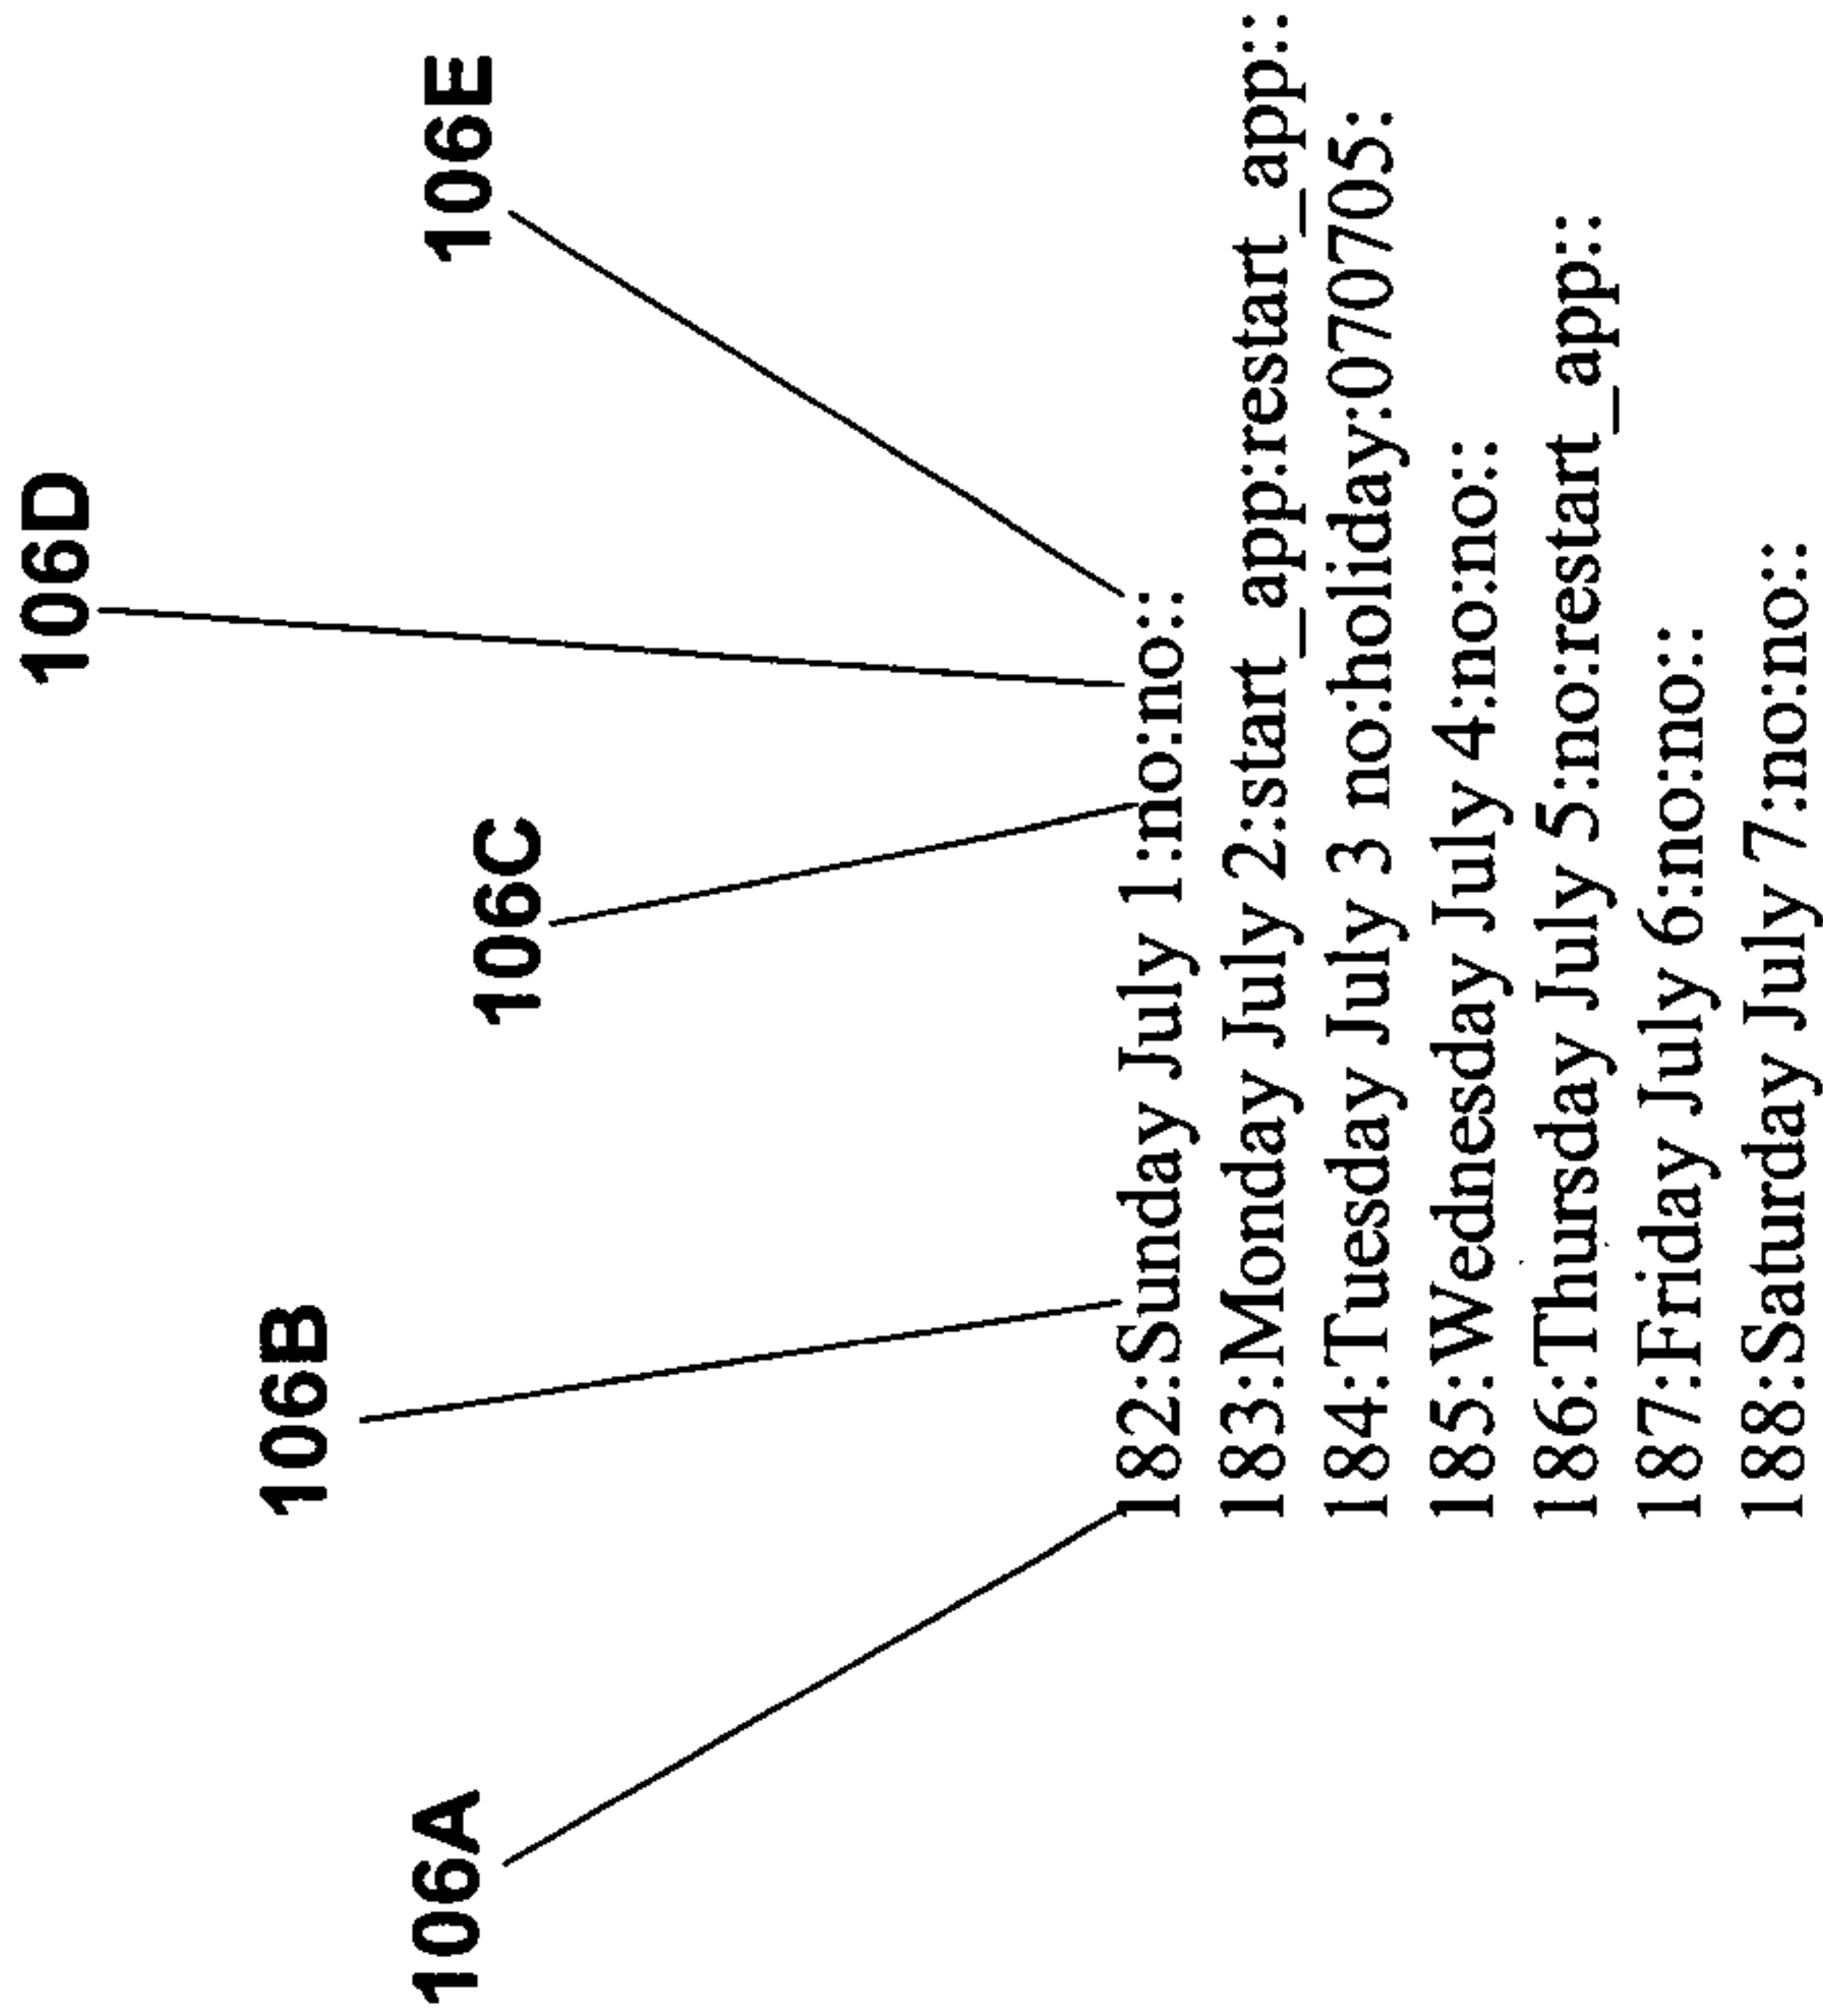 106D
106E
106C
106B
106A
182:Sunday July 1:no:no::
183:Monday July 2:start_app:restart_app::
184:Tuesday July 3 no:holiday:070705:
185:Wednesday July 4:no:no::
186:Thursday July 5:no:restart_app::
187:Friday July 6:no:no::
188:Saturday July 7:no:no::